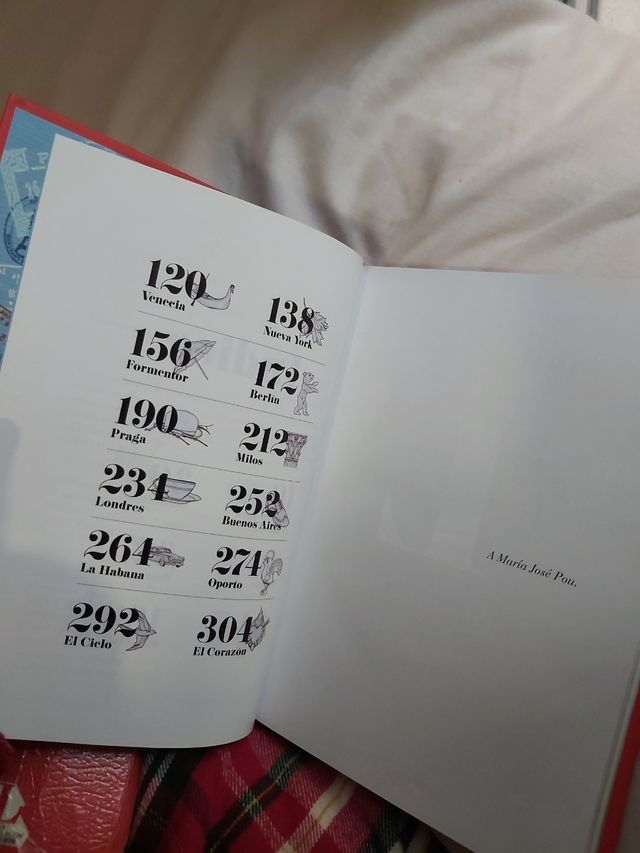 120
Venecia
138
Nueva York
156
Formentor
172
Berlin
190
Praga
212
Milos
234
Londres
252
Buenos Aires
264
La Habana
274
Oporto
292
El Cielo
304
El Corazón
A María José Pou.